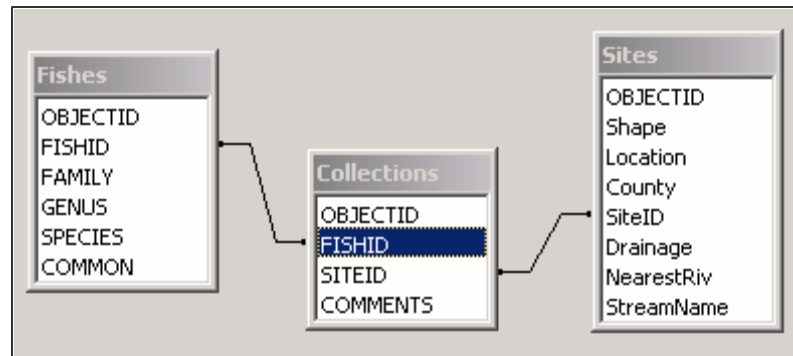 Fishes
OBJECTID
FISHID
FAMILY
GENUS
SPECIES
COMMON
Collections
OBJECTID
FISHID
SITEID
COMMENTS
Sites
OBJECTID
Shape
Location
County
SiteID
Drainage
NearestRiv
StreamName